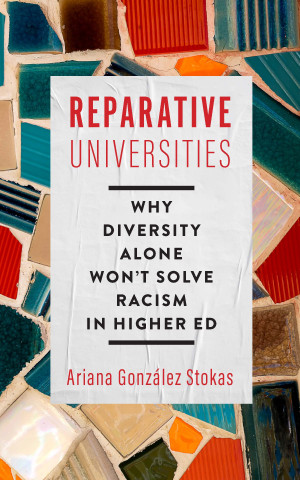 REPARATIVE
UNIVERSITIES
WHY
DIVERSITY
ALONE
WON'T SOLVE
RACISM
IN HIGHER ED
Ariana González Stokas